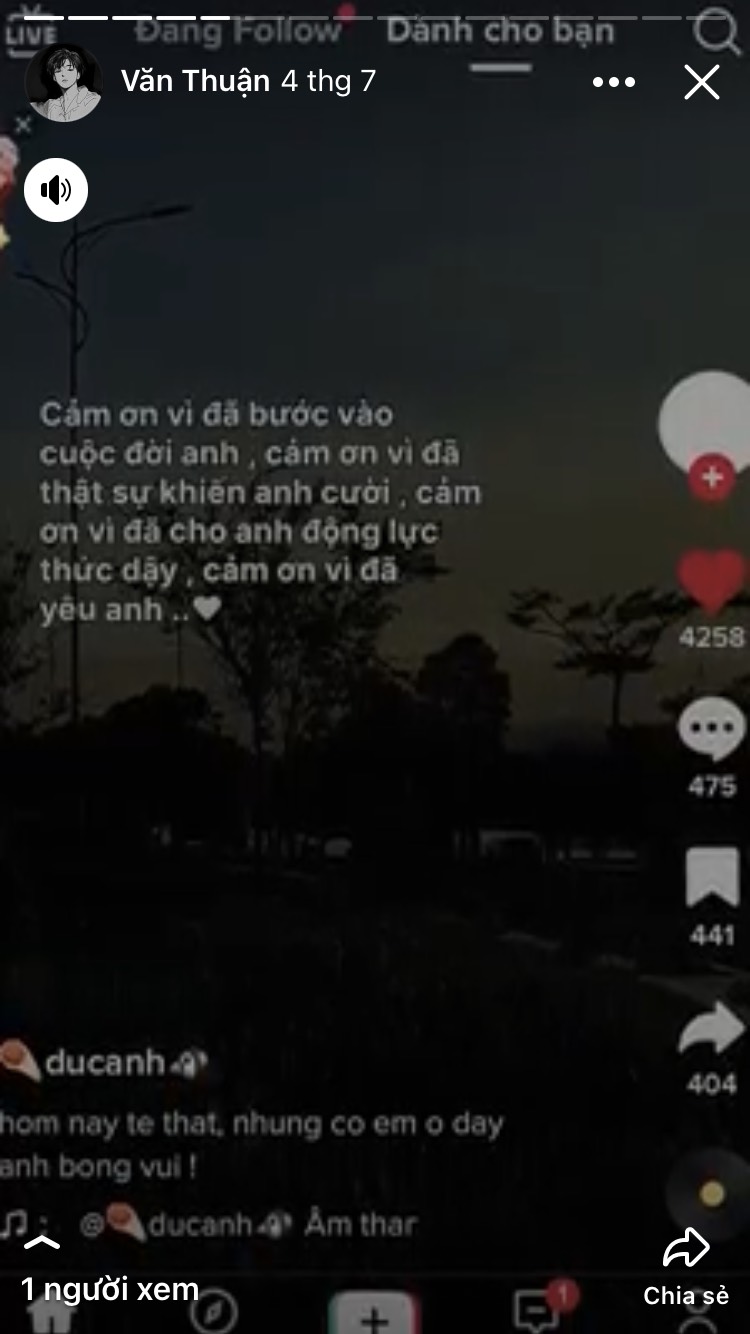 LIVE
Đang Follow
Dành cho bạn
Văn Thuận 4 thg 7
Cảm ơn vì đã bước vào
cuộc đời anh , cảm ơn vì đã
thật sự khiến anh cười , cảm
ơn vì đã cho anh động lực
thức dậy , cảm ơn vì đã
yêu anh ..🤍
4258
475
441
404
ducanh
hom nay te that, nhung co em o day
anh bong vui !
: @ ducanh Âm thar
1 người xem
Chia sẻ
1